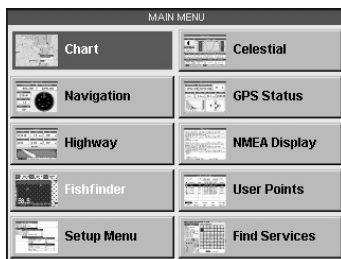 MAIN MENU
Chart
Celestial
Navigation
GPS Status
Highway
NMEA Display
Fishfinder
User Points
Setup Menu
Find Services